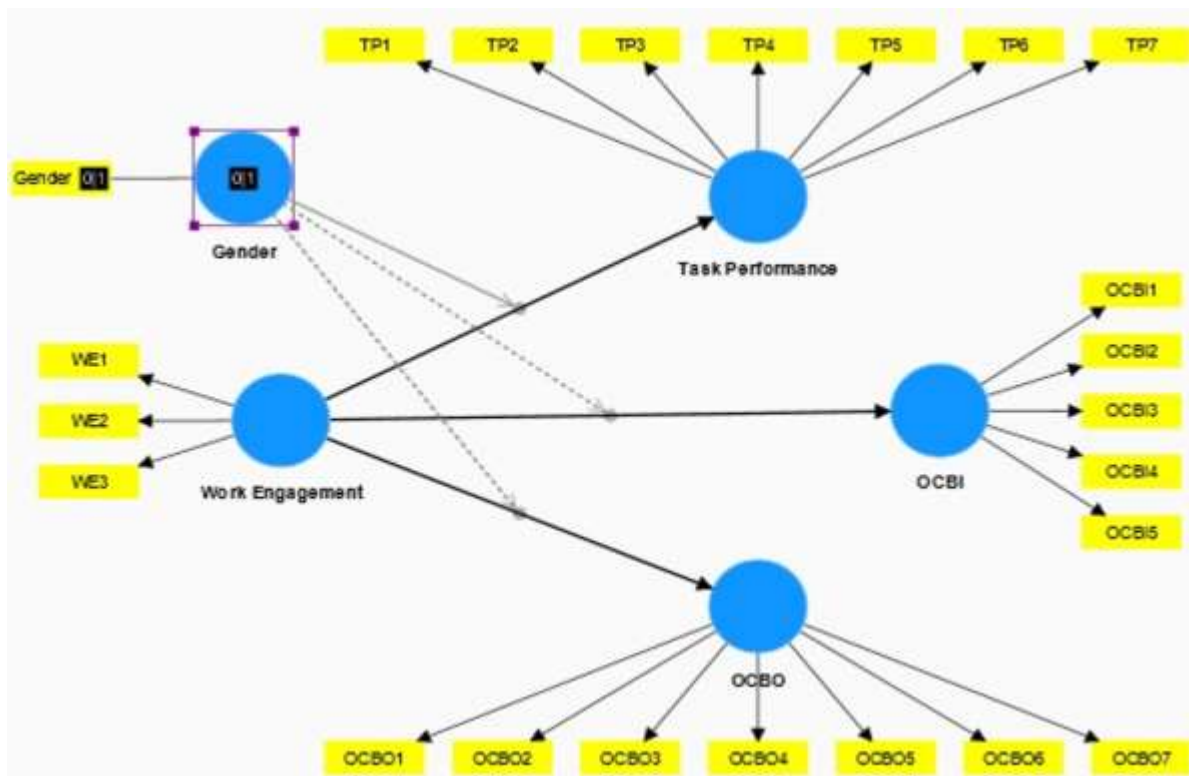 TP1 TP2 TP3 TP4 TP5 TP6 TP7
Gender 0|1
0|1
Gender
Task Performance
OCBI1
OCBI2
OCBI3
OCBI4
OCBI5
OCBI
WE1
WE2
WE3
Work Engagement
OCBO
OCBO1 OCBO2 OCBO3 OCBO4 OCBO5 OCBO6 OCBO7